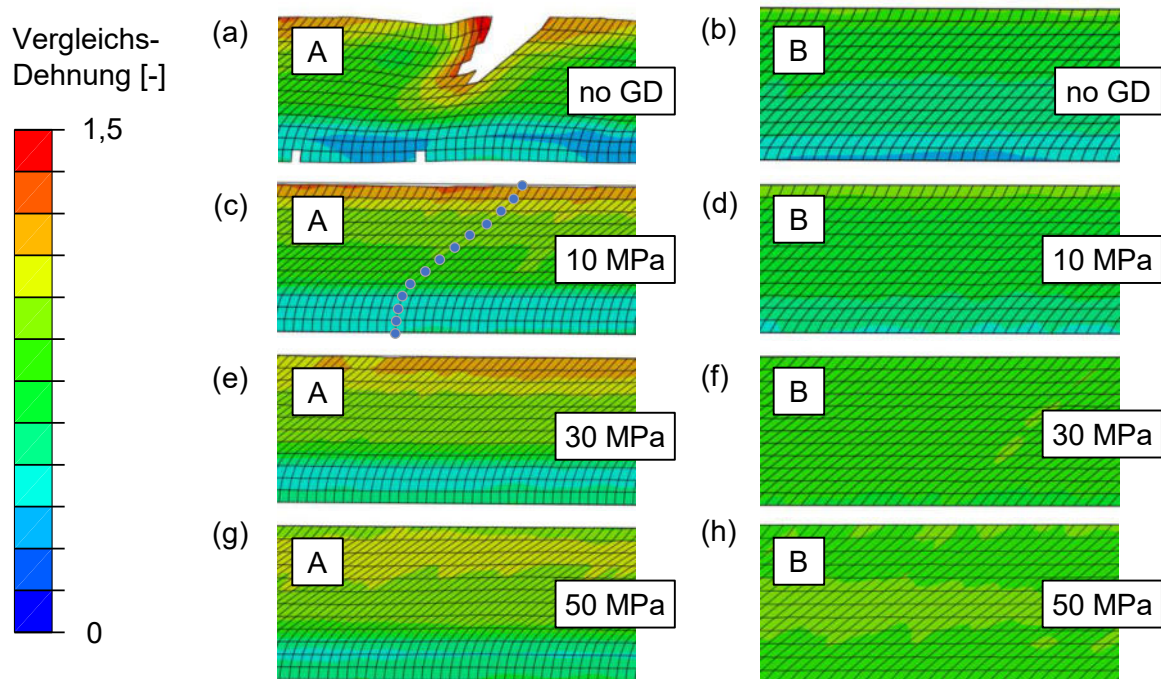 Vergleichs-
Dehnung [-]
1,5
0
(a)
A
no GD
(b)
B
no GD
(c)
A
10 MPa
(d)
B
10 MPa
(e)
A
30 MPa
(f)
B
30 MPa
(g)
A
50 MPa
(h)
B
50 MPa